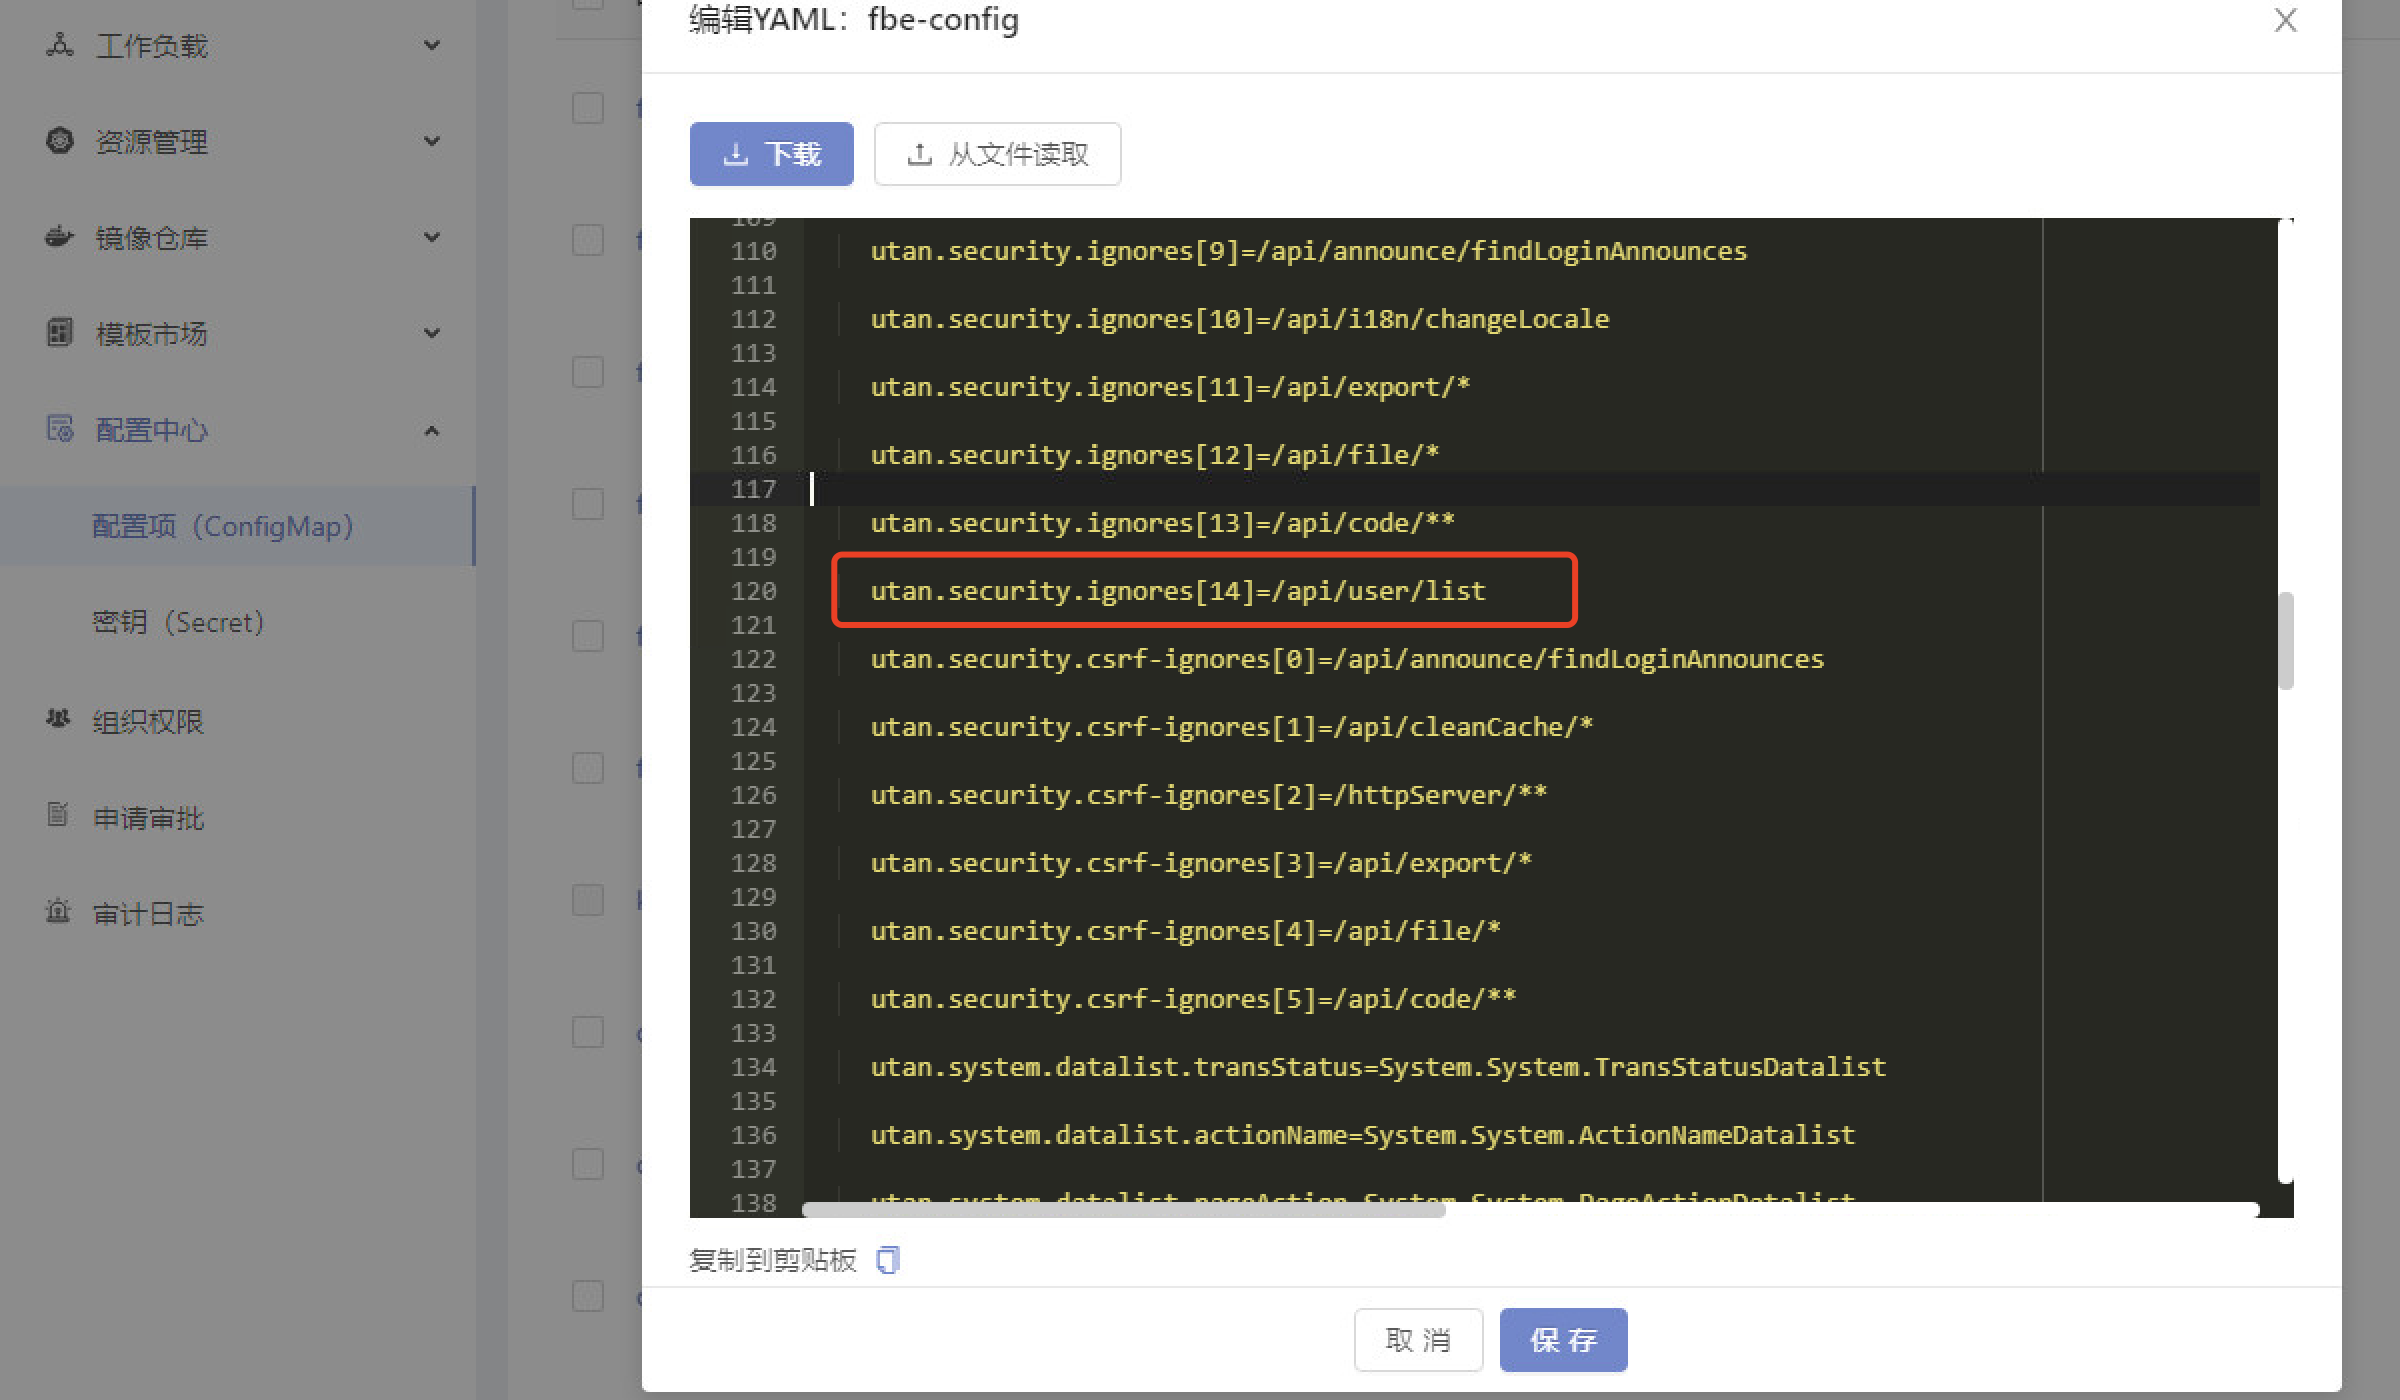 工作负载
资源管理
镜像仓库
模板市场
配置中心
配置项（ConfigMap）
密钥（Secret）
组织权限
申请审批
审计日志
编辑YAML：fbe-config
下载
从文件读取
109
110 utan.security.ignores[9]=/api/announce/findLoginAnnounces
111
112 utan.security.ignores[10]=/api/i18n/changeLocale
113
114 utan.security.ignores[11]=/api/export/*
115
116 utan.security.ignores[12]=/api/file/*
117
118 utan.security.ignores[13]=/api/code/**
119
120 utan.security.ignores[14]=/api/user/list
121
122 utan.security.csrf-ignores[0]=/api/announce/findLoginAnnounces
123
124 utan.security.csrf-ignores[1]=/api/cleanCache/*
125
126 utan.security.csrf-ignores[2]=/httpServer/**
127
128 utan.security.csrf-ignores[3]=/api/export/*
129
130 utan.security.csrf-ignores[4]=/api/file/*
131
132 utan.security.csrf-ignores[5]=/api/code/**
133
134 utan.system.datalist.transStatus=System.System.TransStatusDatalist
135
136 utan.system.datalist.actionName=System.System.ActionNameDatalist
137
138 utan.system.datalist.pageAction=System.System.PageActionDatalist
复制到剪贴板
取 消
保 存